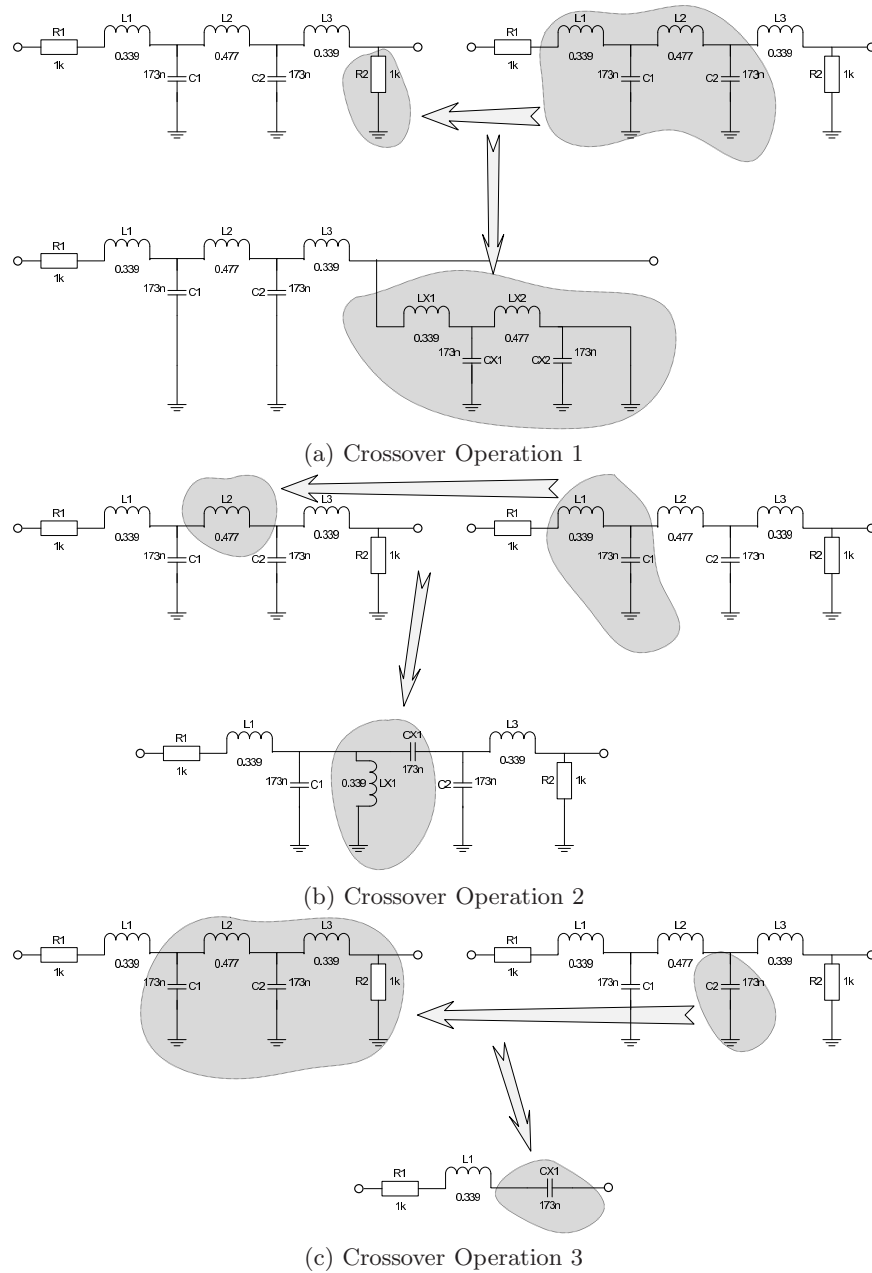 L1 L2 L3 L1 L2 L3
R1 R1
1k 0.339 0.477 0.339 1k 0.339 0.477 0.339
173n C1 C2 173n R2 1k 173n C1 C2 173n R2 1k
L1 L2 L3
R1
1k 0.339 0.477 0.339
173n C1 C2 173n
LX1 LX2
0.339 0.477
173n CX1 CX2 173n
(a) Crossover Operation 1
L1 L2 L3 L1 L2 L3
R1 R1
1k 0.339 0.477 0.339 1k 0.339 0.477 0.339
173n C1 C2 173n R2 1k 173n C1 C2 173n R2 1k
L1 CX1 L3
R1
1k 0.339 173n 0.339
173n C1 0.339 LX1 C2 173n R2 1k
(b) Crossover Operation 2
L1 L2 L3 L1 L2 L3
R1 R1
1k 0.339 0.477 0.339 1k 0.339 0.477 0.339
173n C1 C2 173n R2 1k 173n C1 C2 173n R2 1k
L1 CX1
R1
1k 0.339 173n
(c) Crossover Operation 3